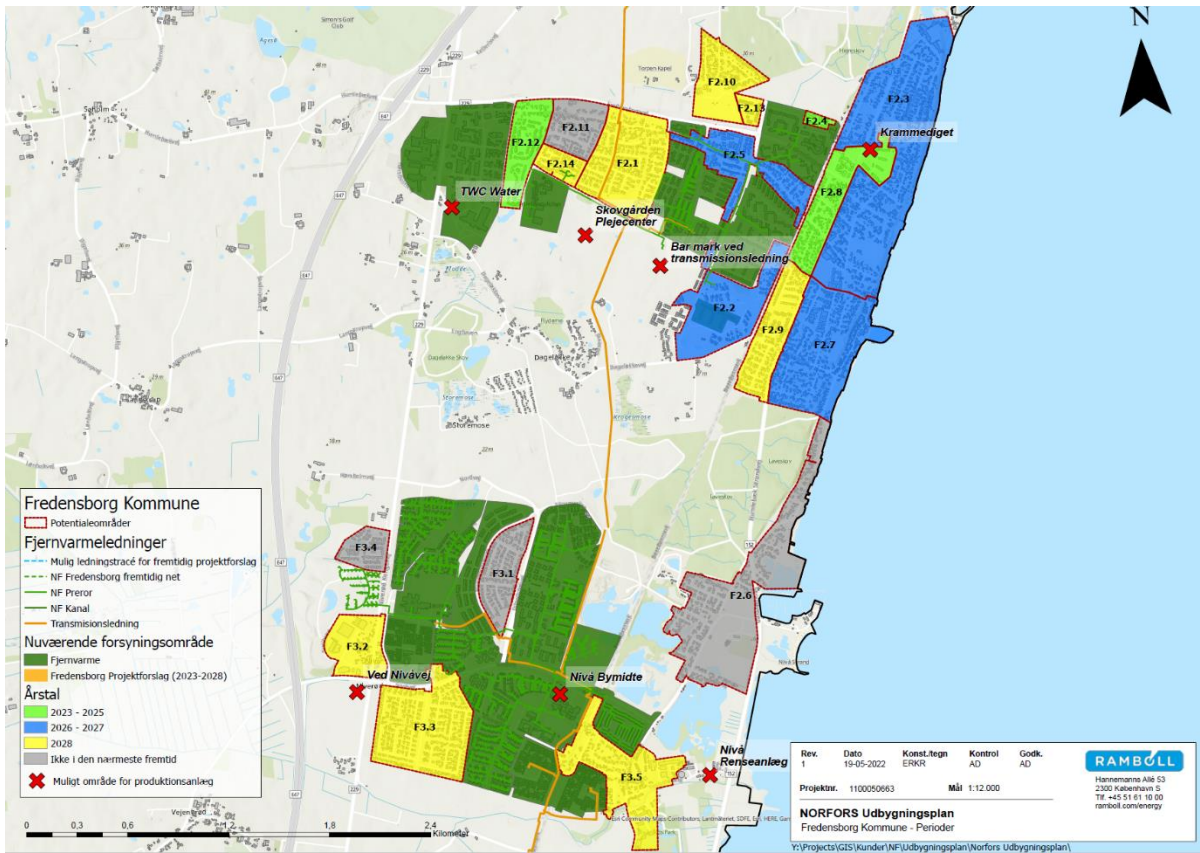 N
F2.10
F2.13
F2.3
F2.4
Krammediget
F2.11
F2.12
F2.14
F2.1
F2.5
F2.8
TWC Water
Skovgården
Plejecenter
Bar mark ved
transmissionsledning
F2.2
F2.9
F2.7
F2.6
F3.4
F3.1
F3.2
Ved Nivåvej
Nivå Bymidte
F3.3
F3.5
Nivå
Renseanlæg
Fredensborg Kommune
Potentialeområder
Fjernvarmeledninger
Mulig ledningstracé for fremtidig projektforslag
NF Fredensborg fremtidig net
NF Preror
NF Kanal
Transmisionsledning
Nuværende forsyningsområde
Fjernvarme
Fredensborg Projektforslag (2023-2028)
Årstal
2023 - 2025
2026 - 2027
2028
Ikke i den nærmeste fremtid
Muligt område for produktionsanlæg
0 0,3 0,6 1,2 1,8 2,4
Kilometer
Rev. Dato Konst./tegn Kontrol Godk.
1 19-05-2022 ERKR AD AD
Projektnr. 1100050663 Mål 1:12.000
NORFORS Udbygningsplan
Fredensborg Kommune - Perioder
RAMBOLL
Hannemanns Allé 53
2300 København S
Tlf. +45 51 61 10 00
ramboll.com/energy
Y:\Projects\GIS\Kunder\NF\Udbygningsplan\Norfors Udbygningsplan\